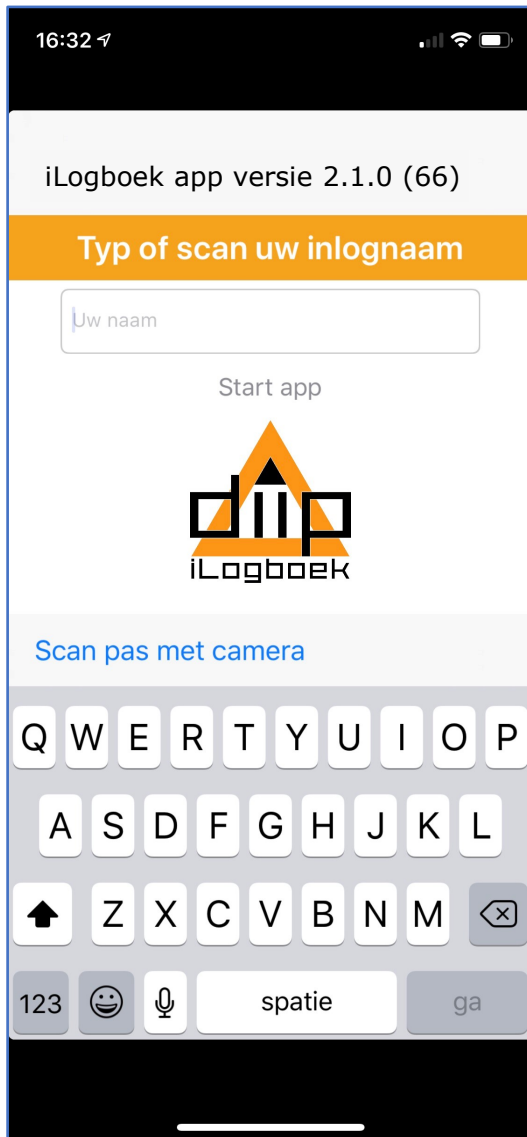 16:32
iLogboek app versie 2.1.0 (66)
Typ of scan uw inlognaam
Uw naam
Start app
diip
iLogboek
Scan pas met camera
Q W E R T Y U I O P
A S D F G H J K L
Z X C V B N M
123 spatie ga